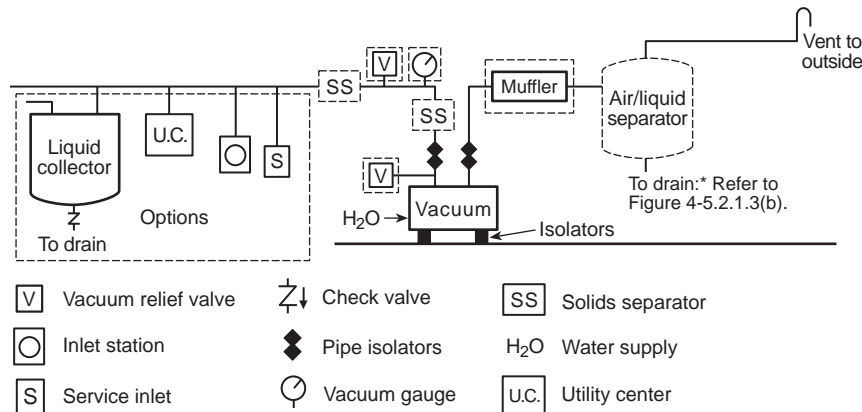 Vent to
outside
V
SS
Muffler
Air/liquid
separator
SS
Liquid
collector
U.C.
S
V
To drain:* Refer to
Figure 4-5.2.1.3(b).
Options
H₂O
Vacuum
Isolators
To drain
V Vacuum relief valve
Check valve
SS Solids separator
Inlet station
Pipe isolators
H₂O Water supply
S Service inlet
Vacuum gauge
U.C. Utility center